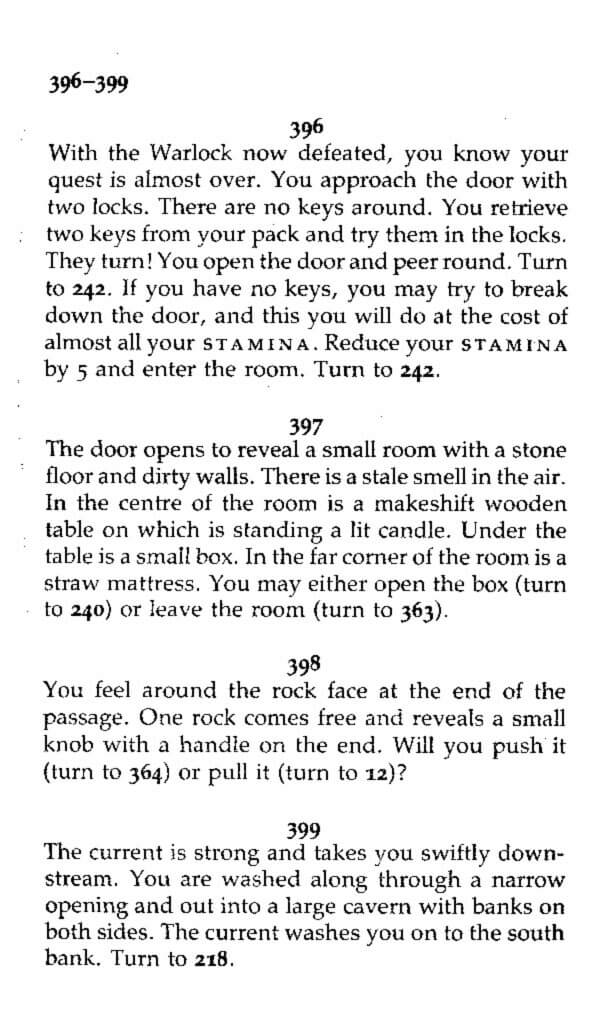 396–399
396
With the Warlock now defeated, you know your
quest is almost over. You approach the door with
two locks. There are no keys around. You retrieve
two keys from your pack and try them in the locks.
They turn! You open the door and peer round. Turn
to 242. If you have no keys, you may try to break
down the door, and this you will do at the cost of
almost all your STAMINA. Reduce your STAMINA
by 5 and enter the room. Turn to 242.
397
The door opens to reveal a small room with a stone
floor and dirty walls. There is a stale smell in the air.
In the centre of the room is a makeshift wooden
table on which is standing a lit candle. Under the
table is a small box. In the far corner of the room is a
straw mattress. You may either open the box (turn
to 240) or leave the room (turn to 363).
398
You feel around the rock face at the end of the
passage. One rock comes free and reveals a small
knob with a handle on the end. Will you push it
(turn to 364) or pull it (turn to 12)?
399
The current is strong and takes you swiftly down-
stream. You are washed along through a narrow
opening and out into a large cavern with banks on
both sides. The current washes you on to the south
bank. Turn to 218.